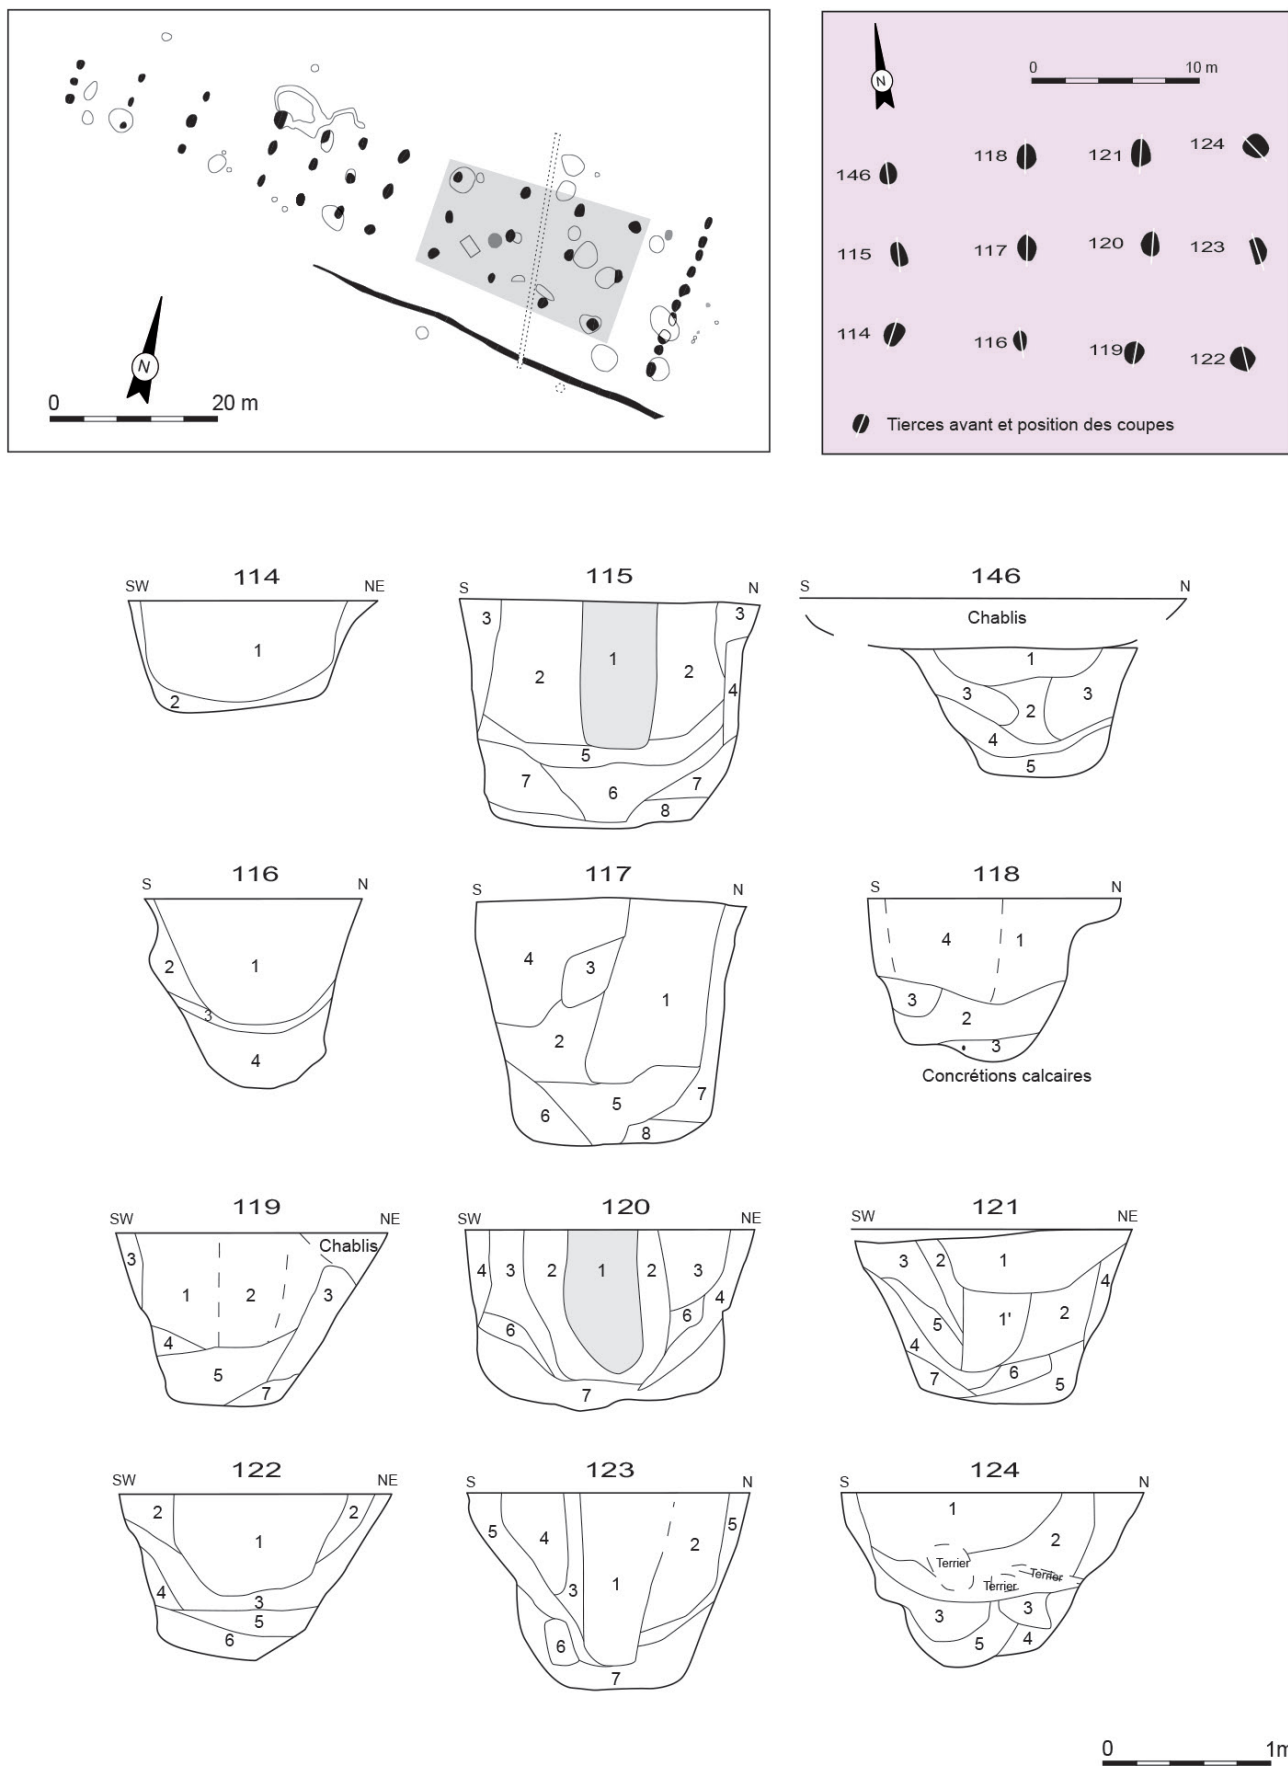 N
0 20 m
N
0 10 m
118
121
124
146
115
117
120
123
114
116
119
122
Tierces avant et position des coupes
114
SW NE
1
2
115
S N
3 3
1
2 2
4
5
7 7
6
8
146
S N
Chablis
1
3 3
2
4
5
116
S N
2 1
3
4
117
S N
4
3
1
2
7
5
6
8
118
S N
4 1
3
2
3
Concrétions calcaires
119
SW NE
Chablis
3
1 2 3
4
5
7
120
SW NE
4 3 2 1 2 3
4
6 6
7
121
SW NE
3 2 1
4
1' 2
5
4
7 6 5
122
SW NE
2 2
1
4
3
5
6
123
S N
5 5
4 2
3 1
6
7
124
S N
1
2
Terrier
Terrier Terrier
3 3
5 4
0 1m